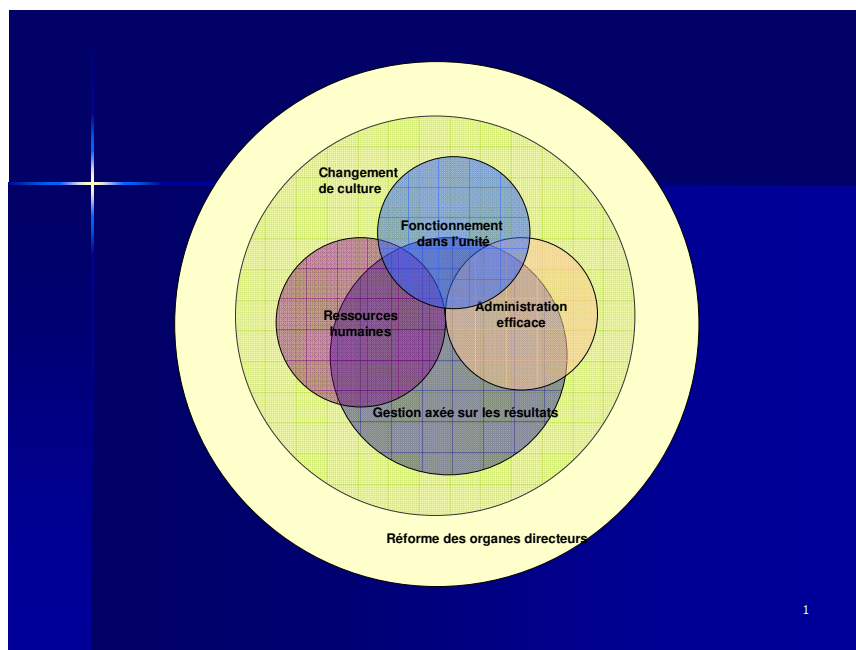 Changement
de culture
Fonctionnement
dans l'unité
Ressources
humaines
Administration
efficace
Gestion axée sur les résultats
Réforme des organes directeurs
1